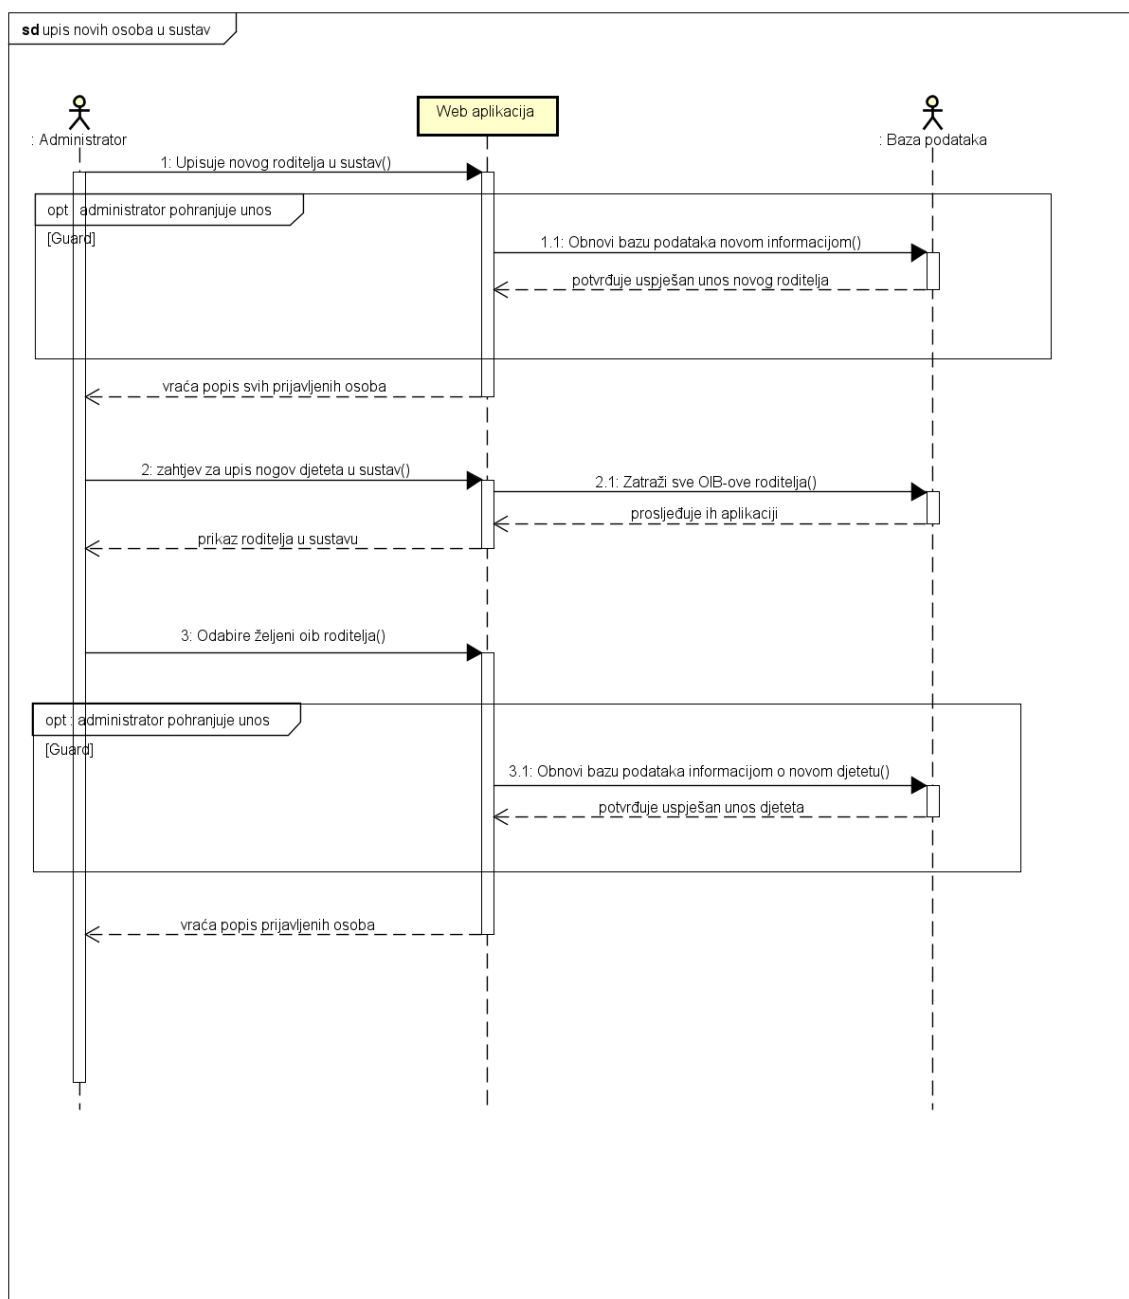 sd upis novih osoba u sustav
Web aplikacija
: Administrator
: Baza podataka
1: Upisuje novog roditelja u sustav()
opt : administrator pohranjuje unos
[Guard]
1.1: Obnovi bazu podataka novom informacijom()
potvrđuje uspješan unos novog roditelja
vraća popis svih prijavljenih osoba
2: zahtjev za upis nogov djeteta u sustav()
2.1: Zatraži sve OIB-ove roditelja()
prosljeđuje ih aplikaciji
prikaz roditelja u sustavu
3: Odabire željeni oib roditelja()
opt : administrator pohranjuje unos
[Guard]
3.1: Obnovi bazu podataka informacijom o novom djetetu()
potvrđuje uspješan unos djeteta
vraća popis prijavljenih osoba